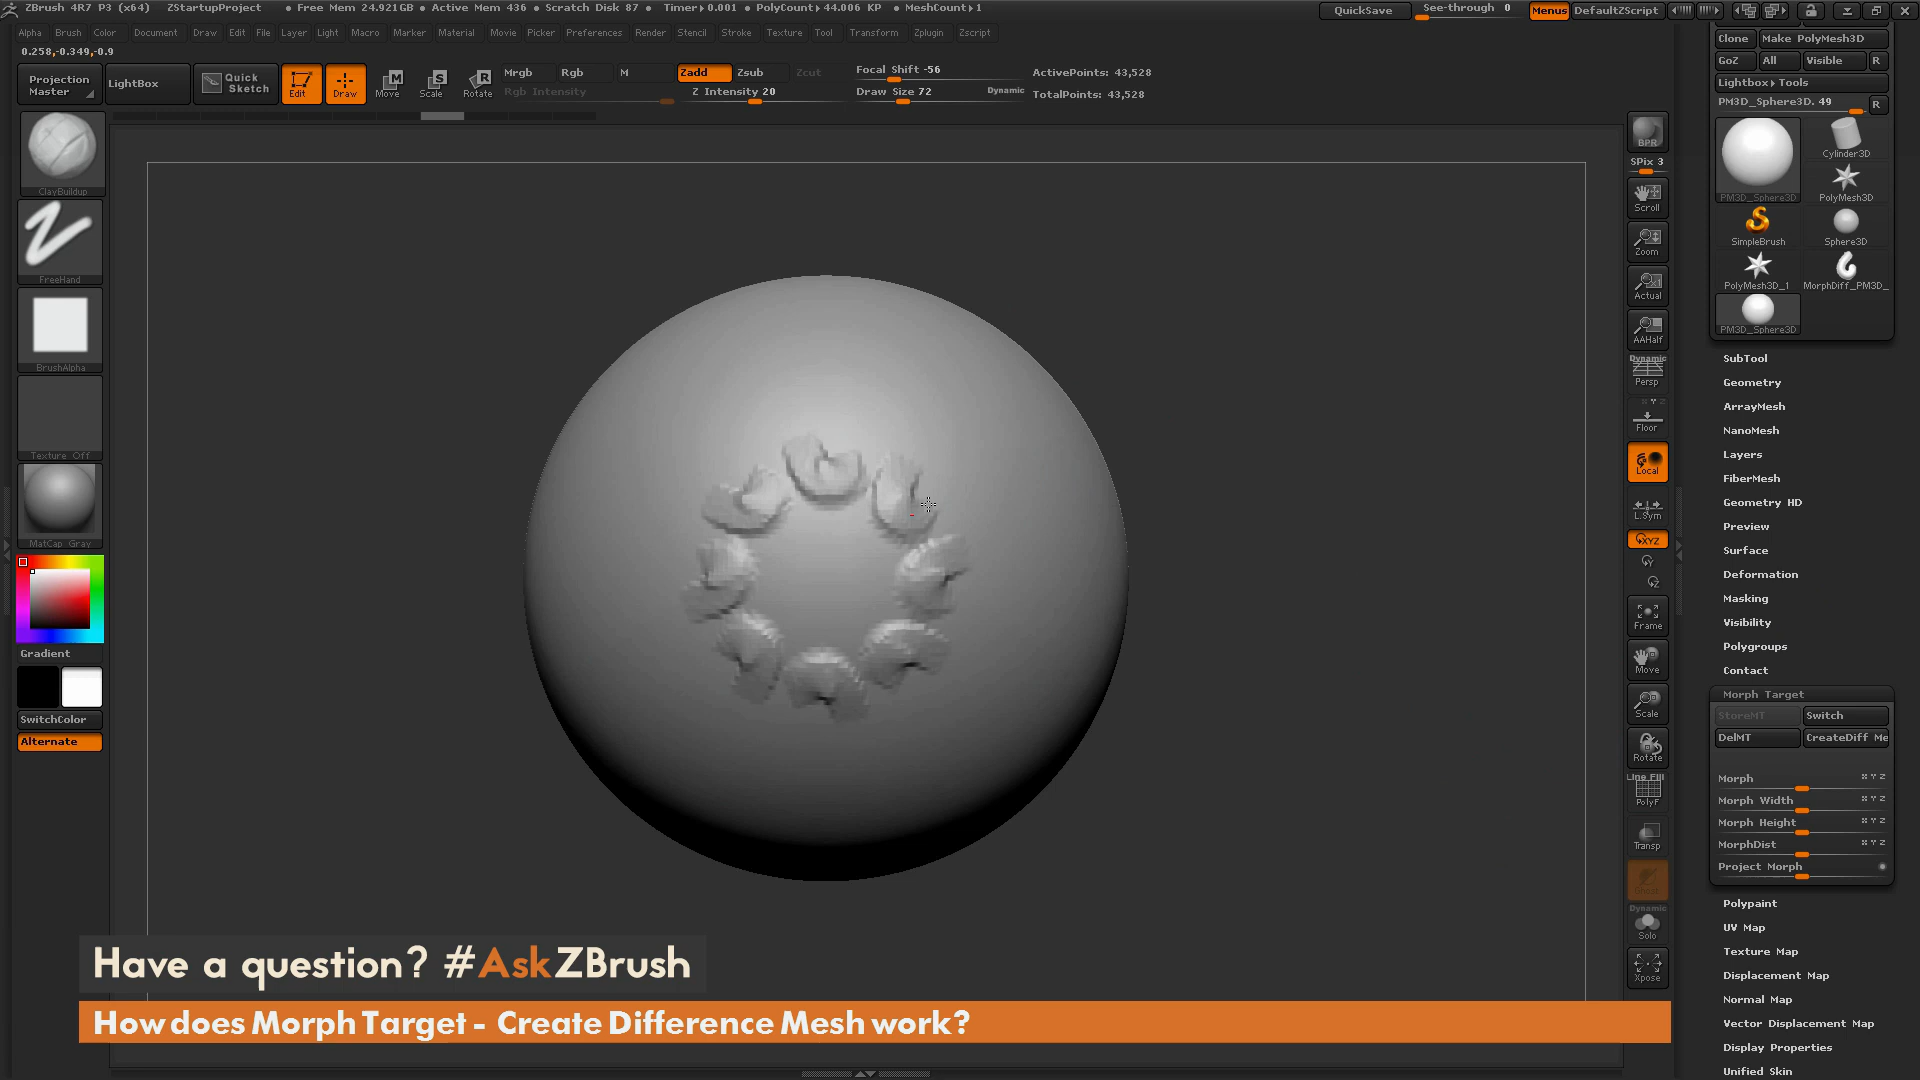 ZBrush 4R7 P3 (x64) ZStartupProject • Free Mem 24.921GB • Active Mem 436 • Scratch Disk 87 • Timer▸0.001 • PolyCount▸44.006 KP • MeshCount▸1 QuickSave See-through 0 Menus DefaultZScript
Alpha Brush Color Document Draw Edit File Layer Light Macro Marker Material Movie Picker Preferences Render Stencil Stroke Texture Tool Transform Zplugin Zscript
0.258,-0.349,-0.9
Projection Master
LightBox
Quick Sketch
Edit
Draw
Move
Scale
Rotate
Mrgb Rgb M
Rgb Intensity
Zadd Zsub Zcut
Z Intensity 20
Focal Shift -56
Draw Size 72 Dynamic
ActivePoints: 43,528
TotalPoints: 43,528
ClayBuildup
FreeHand
BrushAlpha
Texture Off
MatCap Gray
Gradient
SwitchColor
Alternate
BPR
SPix 3
Scroll
Zoom
Actual
AAHalf
Dynamic
Persp
X Y Z
Floor
Local
L.Sym
XYZ
Y
Z
Frame
Move
Scale
Rotate
Line Fill
PolyF
Transp
Ghost
Dynamic
Solo
Xpose
Clone Make PolyMesh3D
GoZ All Visible R
Lightbox▸Tools
PM3D_Sphere3D. 49 R
PM3D_Sphere3D
Cylinder3D
PolyMesh3D
SimpleBrush Sphere3D
PolyMesh3D_1 MorphDiff_PM3D_
PM3D_Sphere3D
SubTool
Geometry
ArrayMesh
NanoMesh
Layers
FiberMesh
Geometry HD
Preview
Surface
Deformation
Masking
Visibility
Polygroups
Contact
Morph Target
StoreMT Switch
DelMT CreateDiff Me
Morph X Y Z
Morph Width X Y Z
Morph Height X Y Z
MorphDist X Y Z
Project Morph
Polypaint
UV Map
Texture Map
Displacement Map
Normal Map
Vector Displacement Map
Display Properties
Unified Skin
Have a question? #AskZBrush
How does Morph Target - Create Difference Mesh work?